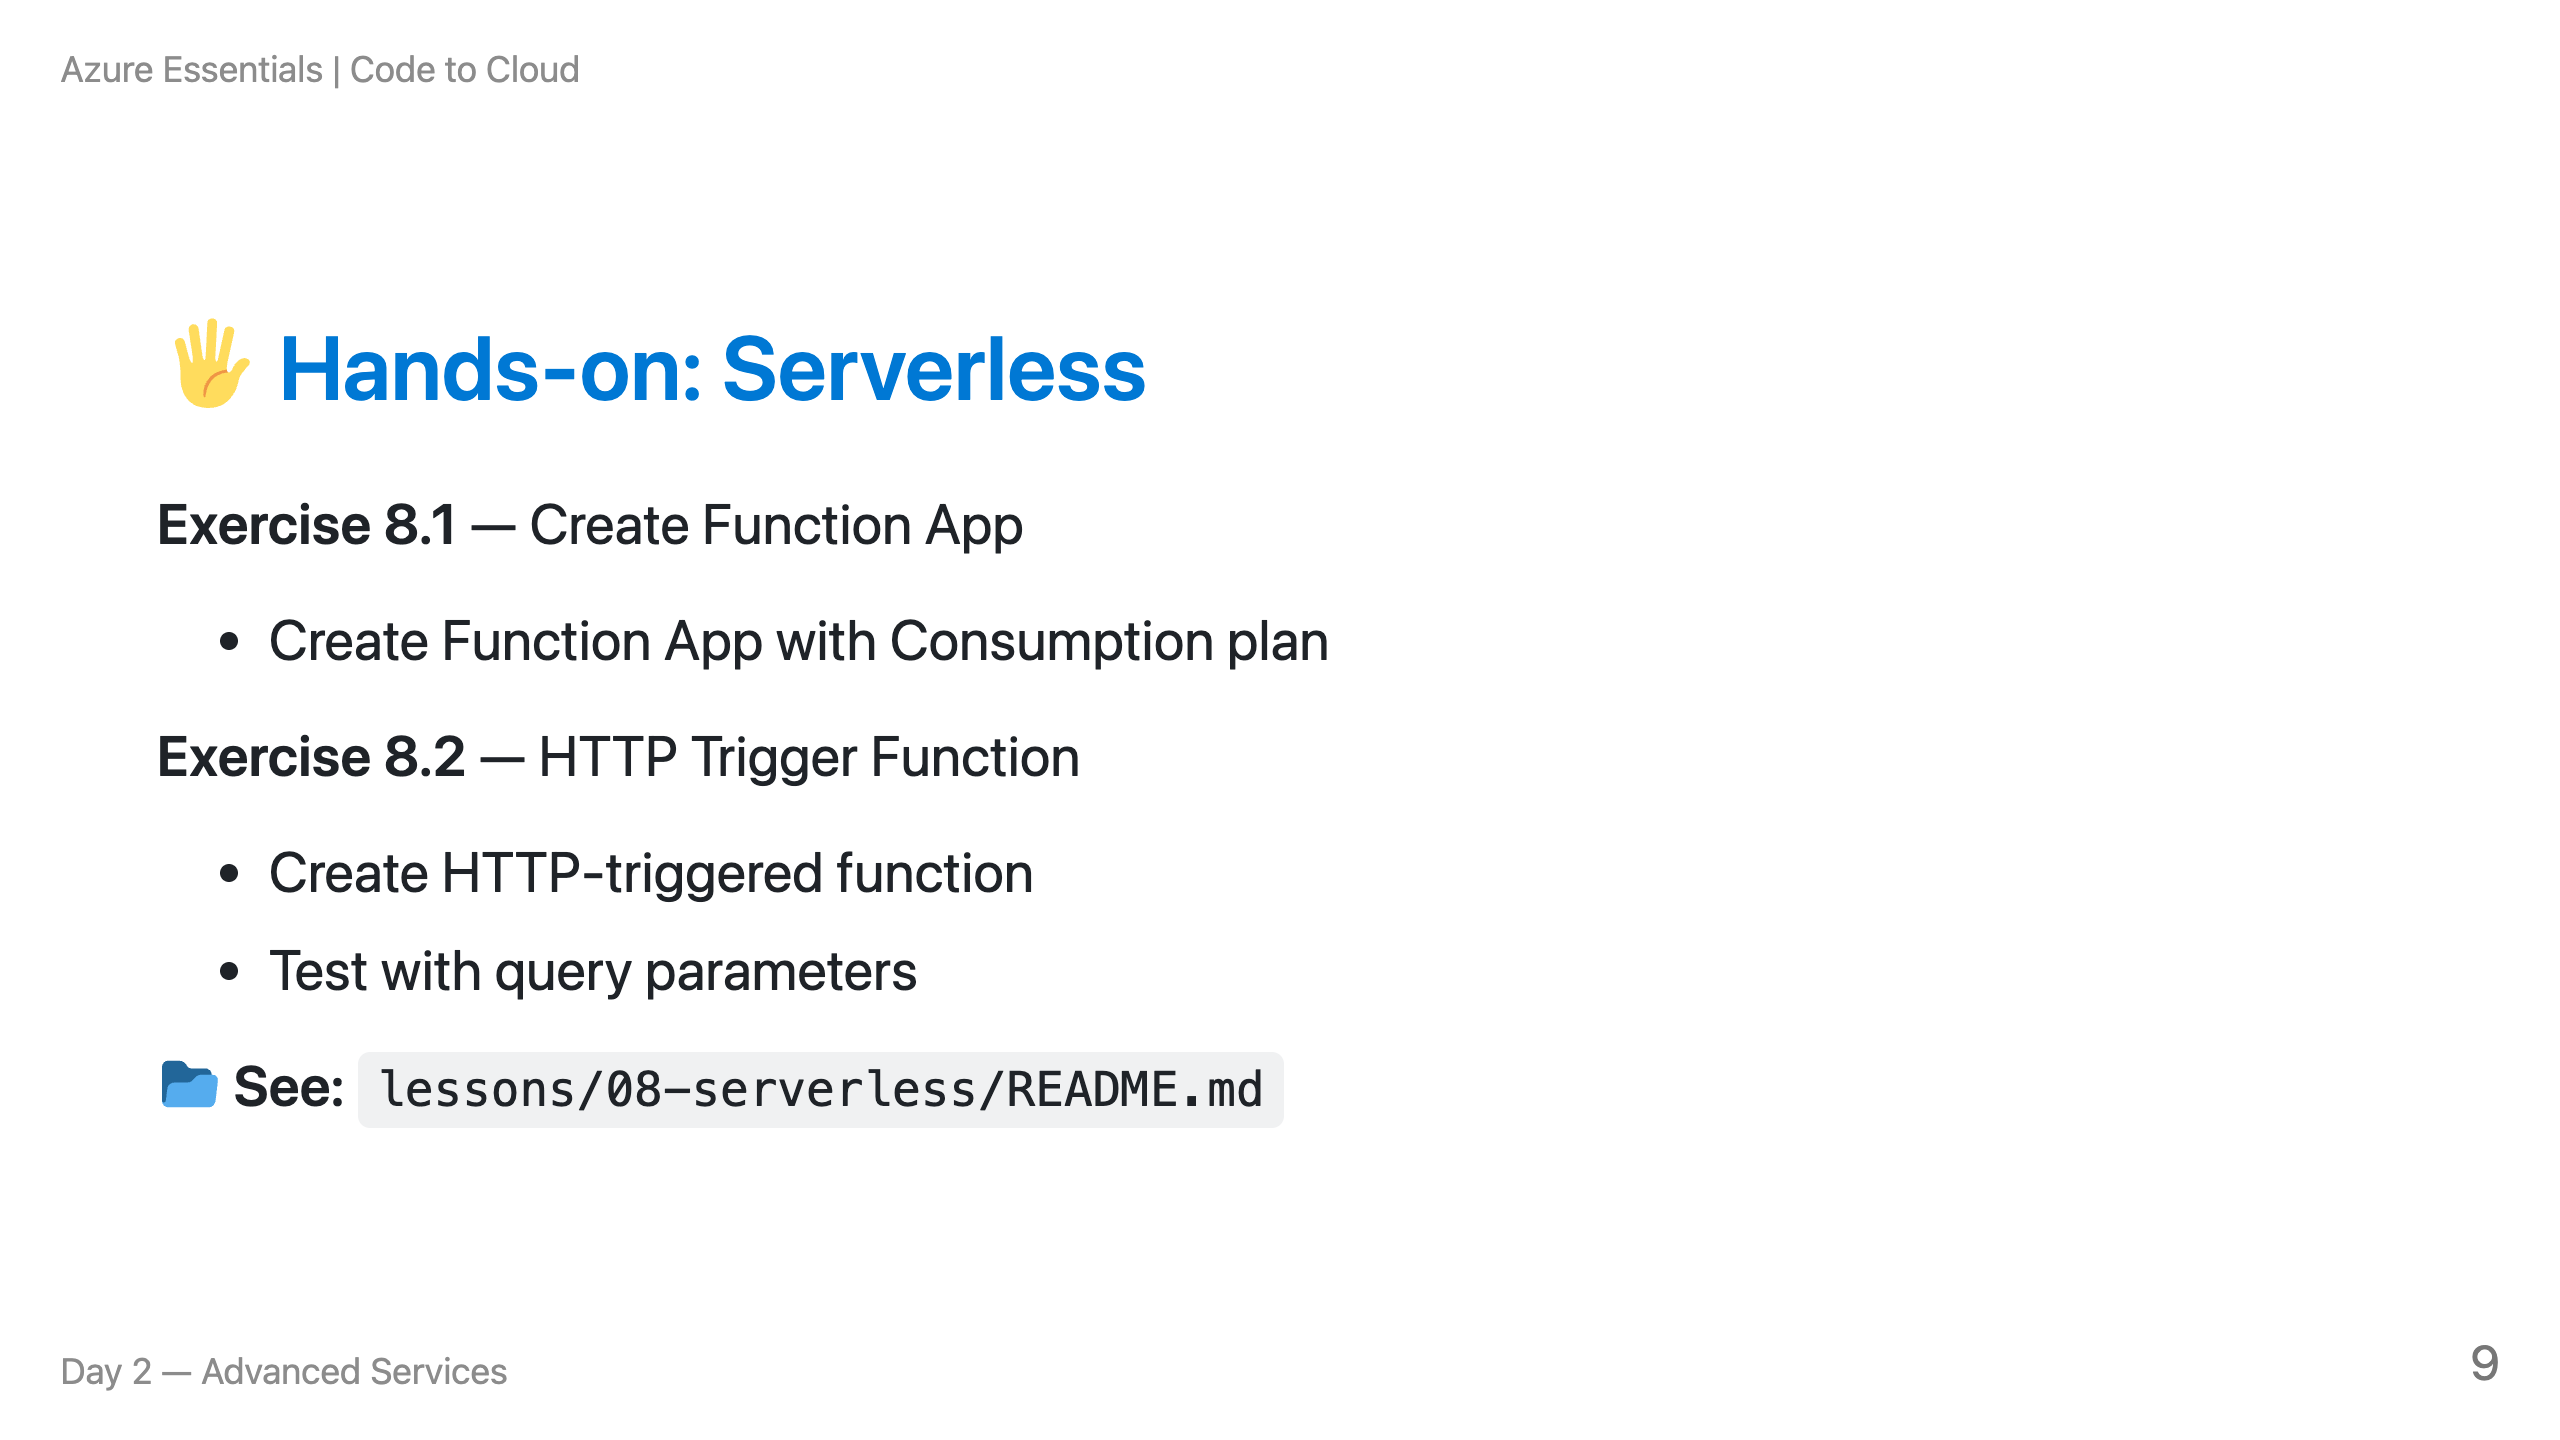 Azure Essentials | Code to Cloud
🖐 Hands-on: Serverless
Exercise 8.1 — Create Function App
• Create Function App with Consumption plan
Exercise 8.2 — HTTP Trigger Function
• Create HTTP-triggered function
• Test with query parameters
📂 See: lessons/08-serverless/README.md
Day 2 — Advanced Services
9